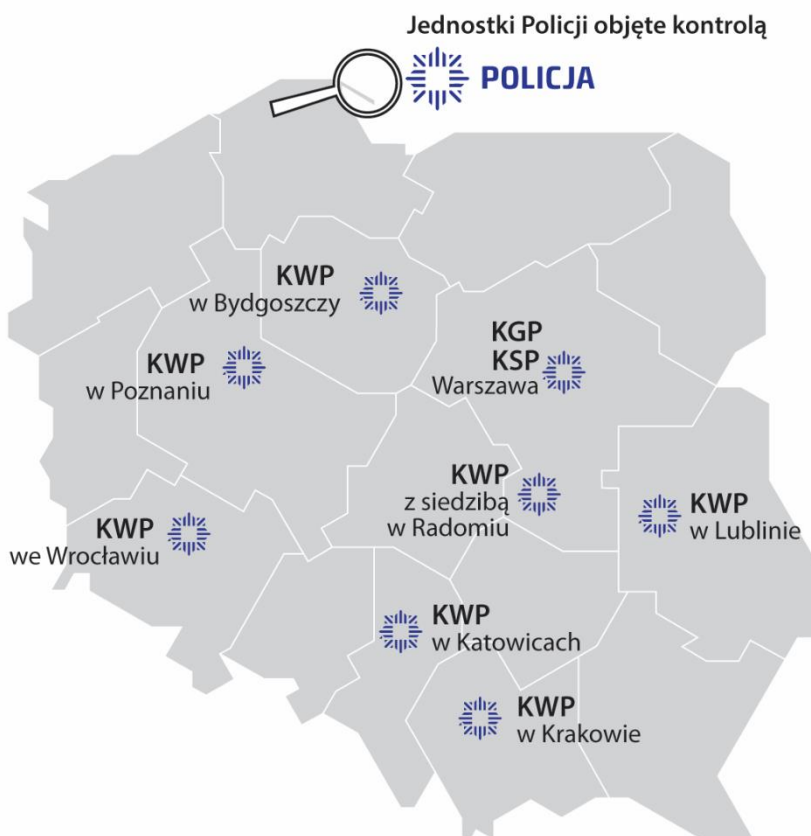 Jednostki Policji objęte kontrolą
POLICJA
KWP
w Bydgoszczy
KGP
KSP
Warszawa
KWP
w Poznaniu
KWP
z siedzibą
w Radomiu
KWP
w Lublinie
KWP
we Wrocławiu
KWP
w Katowicach
KWP
w Krakowie